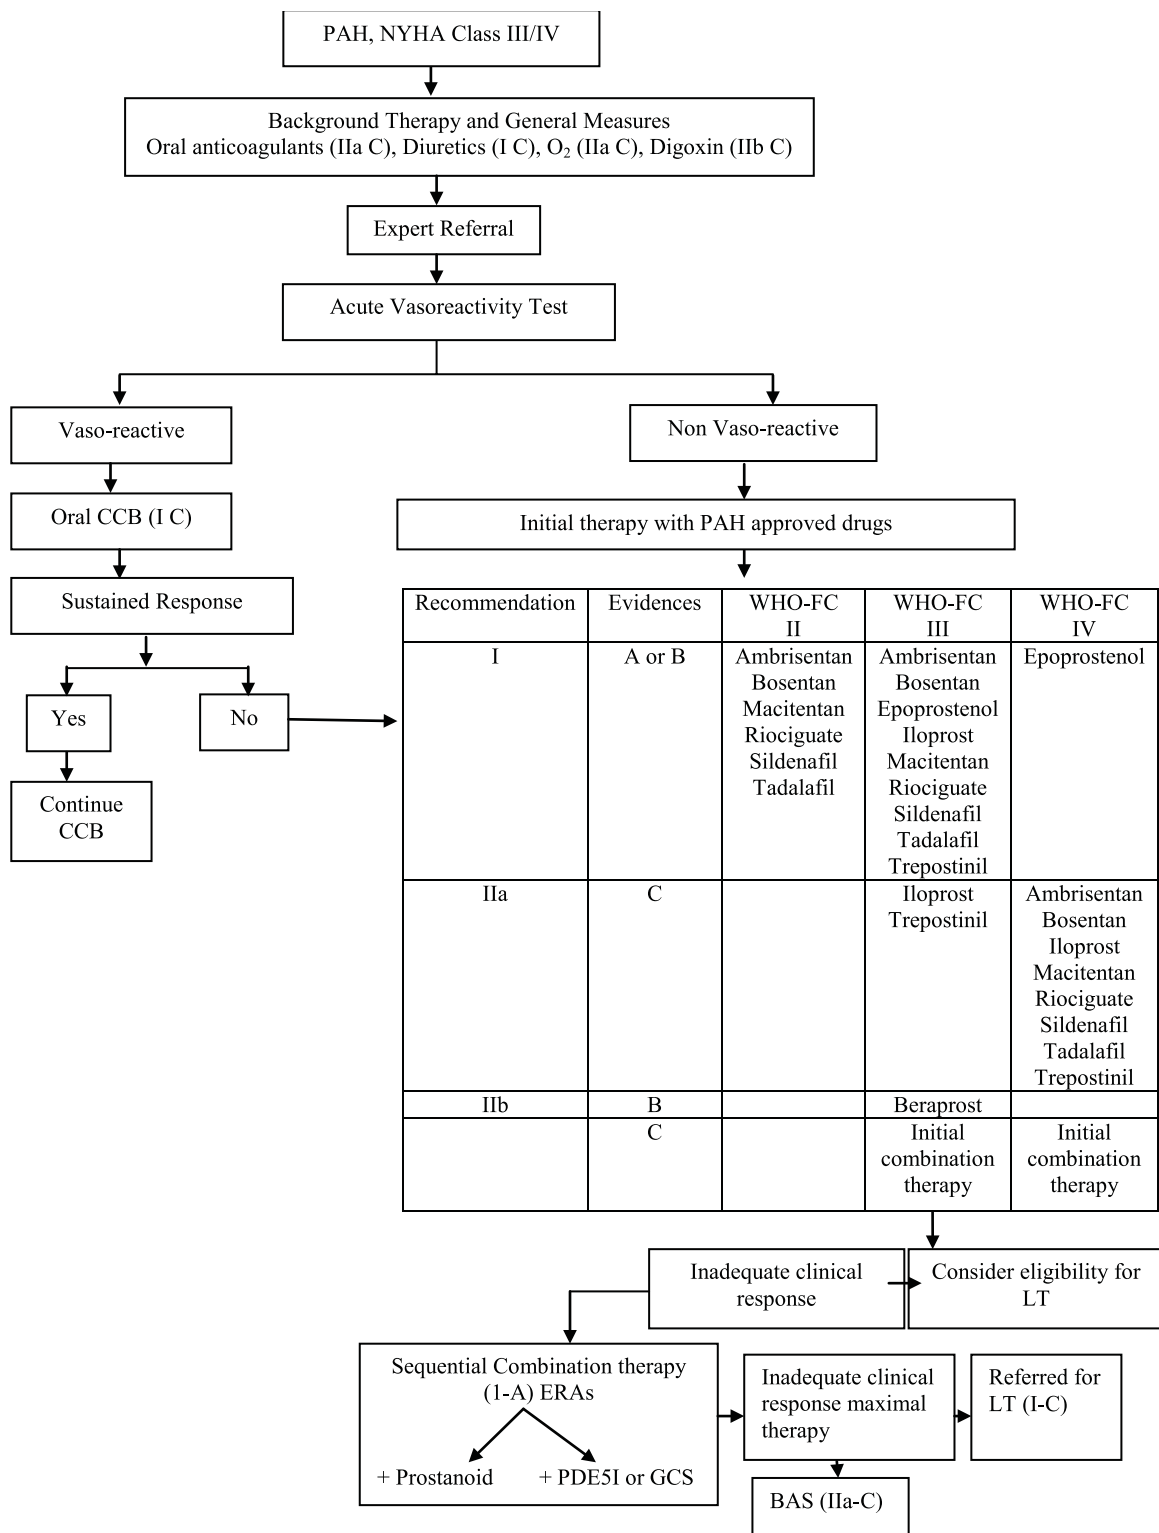 PAH, NYHA Class III/IV
Background Therapy and General Measures
Oral anticoagulants (IIa C), Diuretics (I C), O₂ (IIa C), Digoxin (IIb C)
Expert Referral
Acute Vasoreactivity Test
Vaso-reactive
Non Vaso-reactive
Oral CCB (I C)
Initial therapy with PAH approved drugs
Sustained Response
Yes
No
Continue
CCB
Recommendation
Evidences
WHO-FC
II
WHO-FC
III
WHO-FC
IV
I
A or B
Ambrisentan
Bosentan
Macitentan
Riociguate
Sildenafil
Tadalafil
Ambrisentan
Bosentan
Epoprostenol
Iloprost
Macitentan
Riociguate
Sildenafil
Tadalafil
Trepostinil
Epoprostenol
IIa
C
Iloprost
Trepostinil
Ambrisentan
Bosentan
Iloprost
Macitentan
Riociguate
Sildenafil
Tadalafil
Trepostinil
IIb
B
Beraprost
C
Initial
combination
therapy
Initial
combination
therapy
Inadequate clinical
response
Consider eligibility for
LT
Sequential Combination therapy
(1-A) ERAs
+ Prostanoid
+ PDE5I or GCS
Inadequate clinical
response maximal
therapy
Referred for
LT (I-C)
BAS (IIa-C)